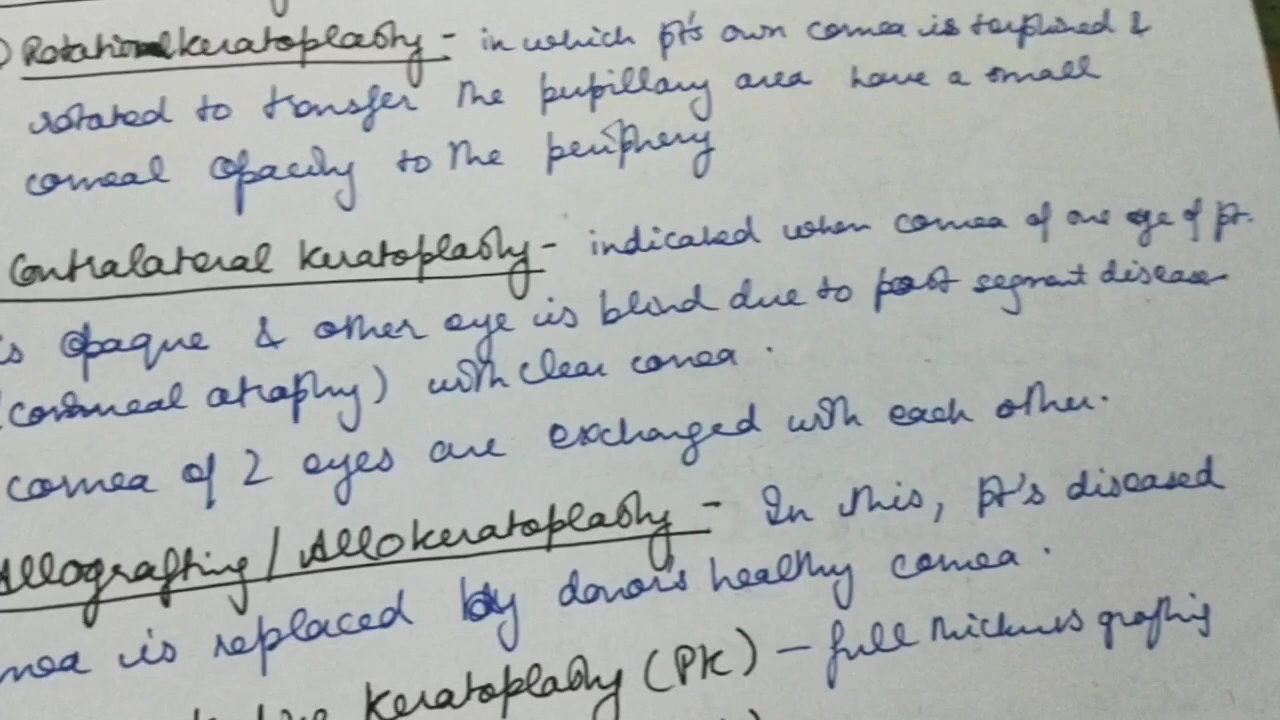 Rotational keratoplasty - in which pt's own cornea is terphined &
rotated to transfer the pupillary area have a small
corneal opacity to the periphery
Contralateral keratoplasty - indicated when cornea of one eye of pt.
is opaque & other eye is blind due to post segment disease
(corneal atraphy) with clear cornea.
cornea of 2 eyes are exchanged with each other.
Allografting / Allokeratoplasty - In this, pt's diseased
nea is replaced by donor's healthy cornea.
keratoplasty (PK) - full thickness grafting